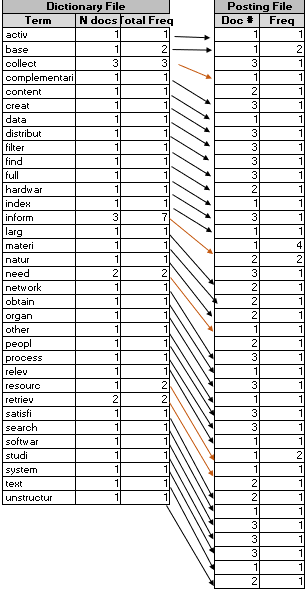 Dictionary File
Term N docs Total Freq
activ 1 1
base 1 2
collect 3 3
complementari 1 1
content 1 1
creat 1 1
data 1 1
distribut 1 1
filter 1 1
find 1 1
full 1 1
hardwar 1 1
index 1 1
inform 3 7
larg 1 1
materi 1 1
natur 1 1
need 2 2
network 1 1
obtain 1 1
organ 1 1
other 1 1
peopl 1 1
process 1 1
relev 1 1
resourc 1 2
retriev 2 2
satisfi 1 1
search 1 1
softwar 1 1
studi 1 1
system 1 1
text 1 1
unstructur 1 1
Posting File
Doc # Freq
1 1
1 2
3 1
1 1
2 1
3 1
1 1
3 1
3 1
3 1
3 1
2 1
1 1
3 1
1 1
1 4
2 2
3 1
2 1
2 1
2 1
1 1
2 1
3 1
1 1
1 1
3 1
3 1
3 1
3 1
1 2
1 1
2 1
2 1
1 1
3 1
3 1
3 1
1 1
2 1